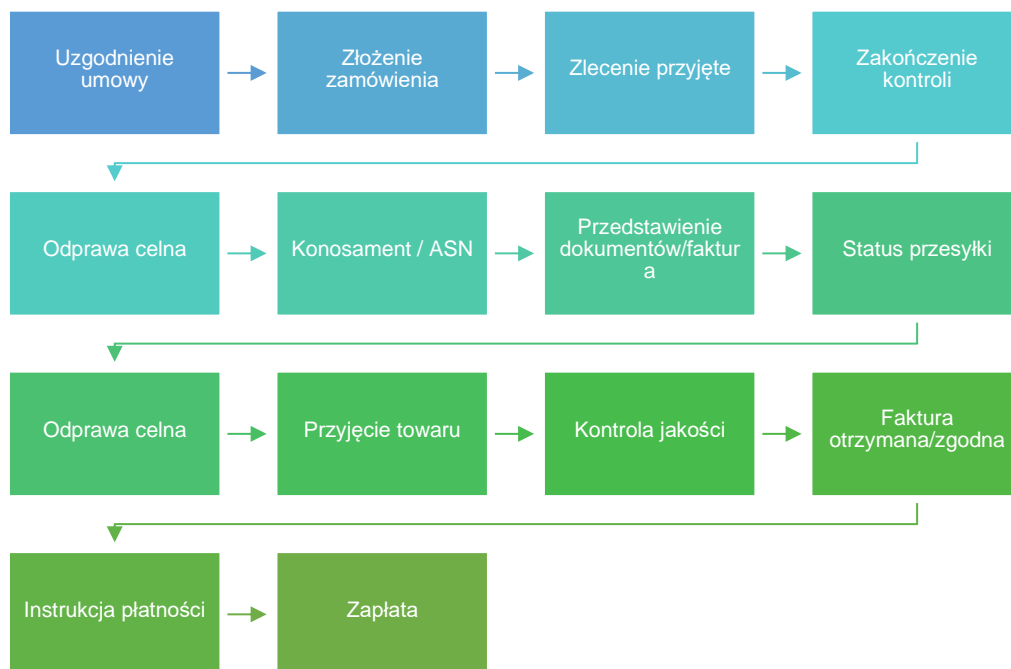 Uzgodnienie
umowy
Złożenie
zamówienia
Zlecenie przyjęte
Zakończenie
kontroli
Odprawa celna
Konosament / ASN
Przedstawienie
dokumentów/faktur
a
Status przesyłki
Odprawa celna
Przyjęcie towaru
Kontrola jakości
Faktura
otrzymana/zgodna
Instrukcja płatności
Zapłata